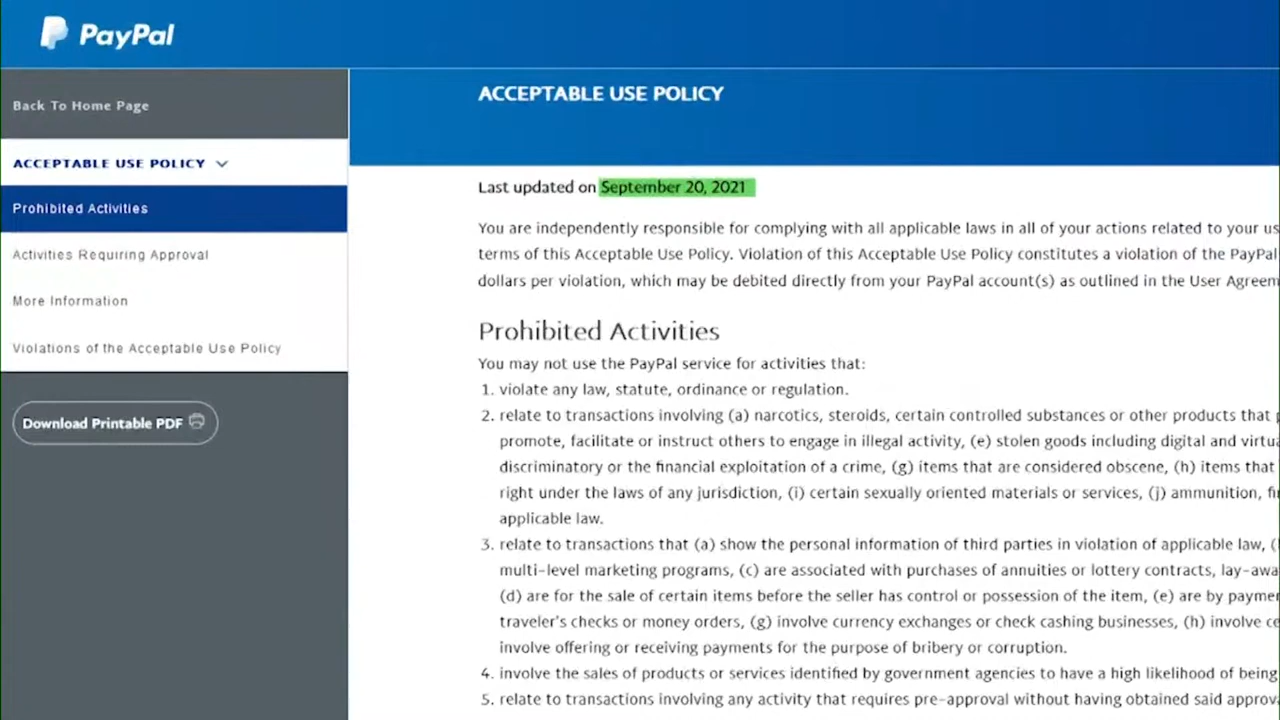 PayPal
Back To Home Page
ACCEPTABLE USE POLICY
Prohibited Activities
Activities Requiring Approval
More Information
Violations of the Acceptable Use Policy
Download Printable PDF
ACCEPTABLE USE POLICY
Last updated on September 20, 2021
You are independently responsible for complying with all applicable laws in all of your actions related to your us
terms of this Acceptable Use Policy. Violation of this Acceptable Use Policy constitutes a violation of the PayPal
dollars per violation, which may be debited directly from your PayPal account(s) as outlined in the User Agreem
Prohibited Activities
You may not use the PayPal service for activities that:
1. violate any law, statute, ordinance or regulation.
2. relate to transactions involving (a) narcotics, steroids, certain controlled substances or other products that p
promote, facilitate or instruct others to engage in illegal activity, (e) stolen goods including digital and virtua
discriminatory or the financial exploitation of a crime, (g) items that are considered obscene, (h) items that
right under the laws of any jurisdiction, (i) certain sexually oriented materials or services, (j) ammunition, fi
applicable law.
3. relate to transactions that (a) show the personal information of third parties in violation of applicable law, (
multi-level marketing programs, (c) are associated with purchases of annuities or lottery contracts, lay-awa
(d) are for the sale of certain items before the seller has control or possession of the item, (e) are by paymen
traveler's checks or money orders, (g) involve currency exchanges or check cashing businesses, (h) involve ce
involve offering or receiving payments for the purpose of bribery or corruption.
4. involve the sales of products or services identified by government agencies to have a high likelihood of being
5. relate to transactions involving any activity that requires pre-approval without having obtained said approv